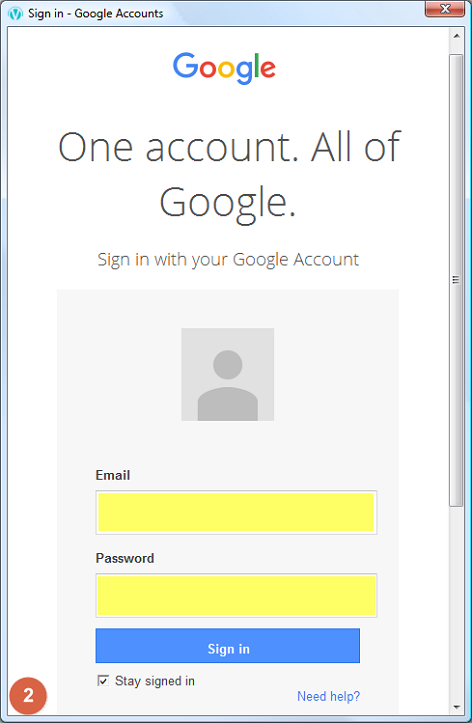 Sign in - Google Accounts
Google
One account. All of
Google.
Sign in with your Google Account
Email
Password
Sign in
Stay signed in
Need help?
2